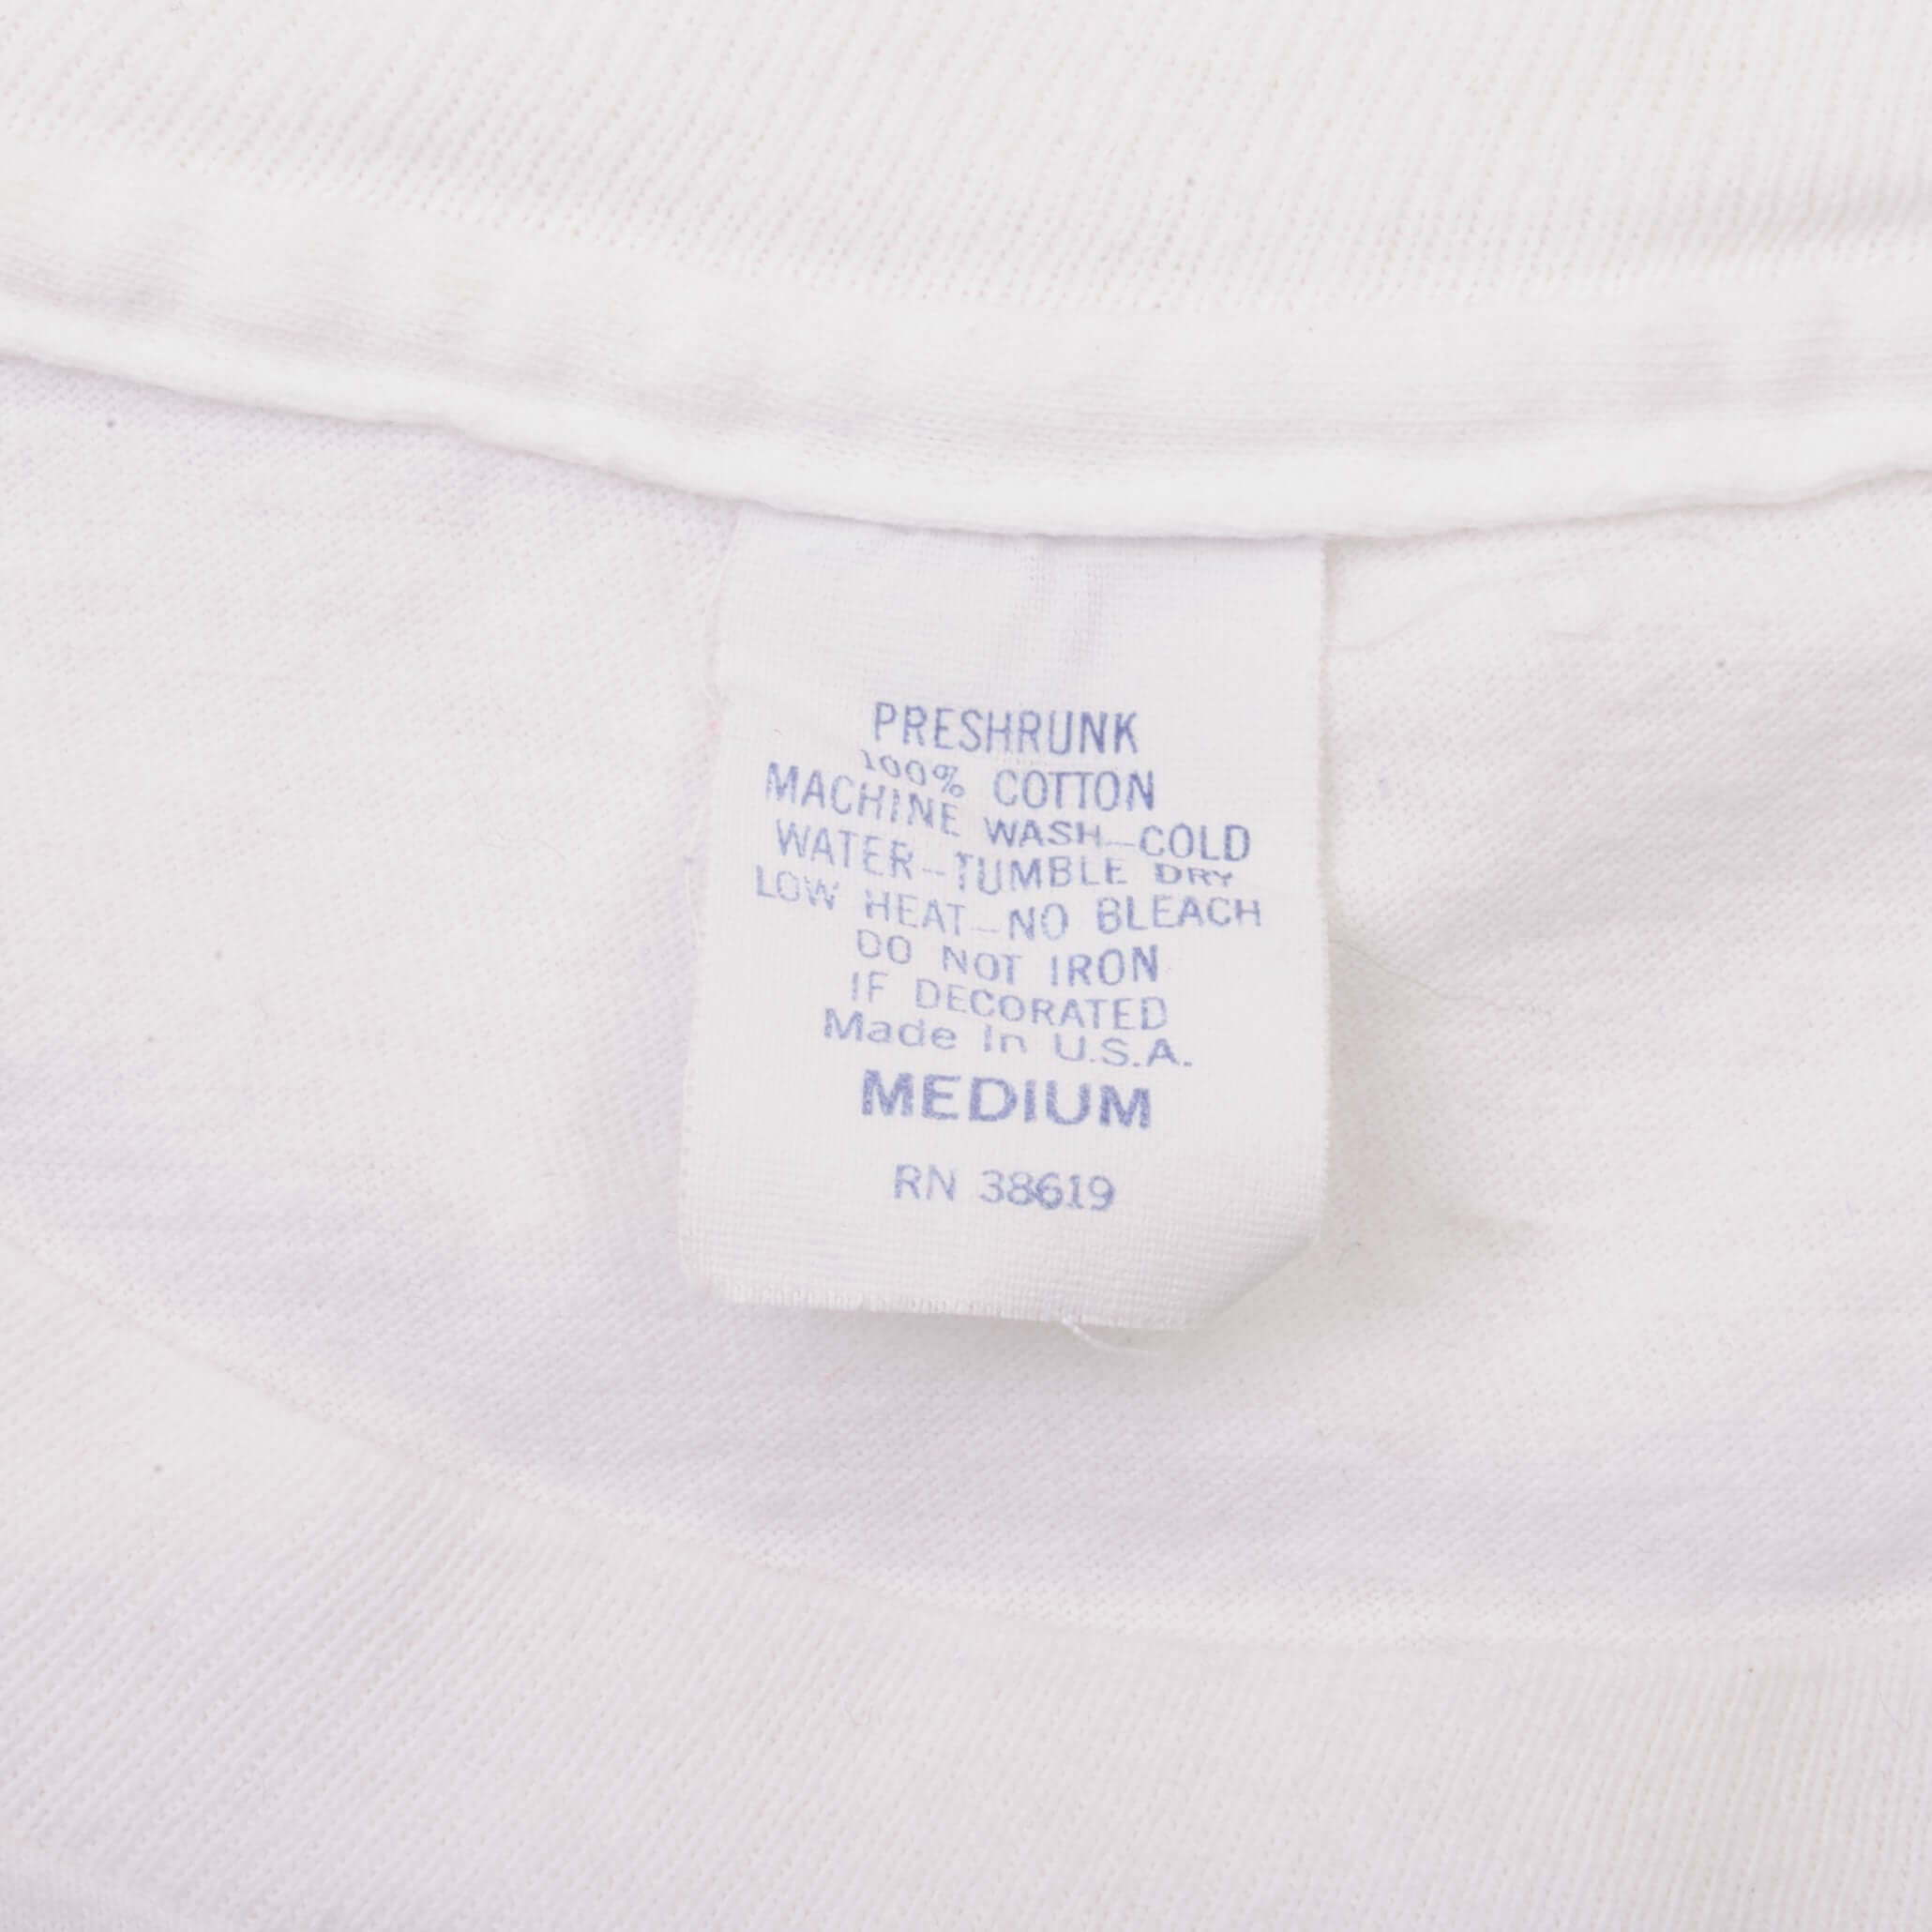 PRESHRUNK
100% COTTON
MACHINE WASH—COLD
WATER—TUMBLE DRY
LOW HEAT—NO BLEACH
DO NOT IRON
IF DECORATED
Made In U.S.A.
MEDIUM
RN 38619